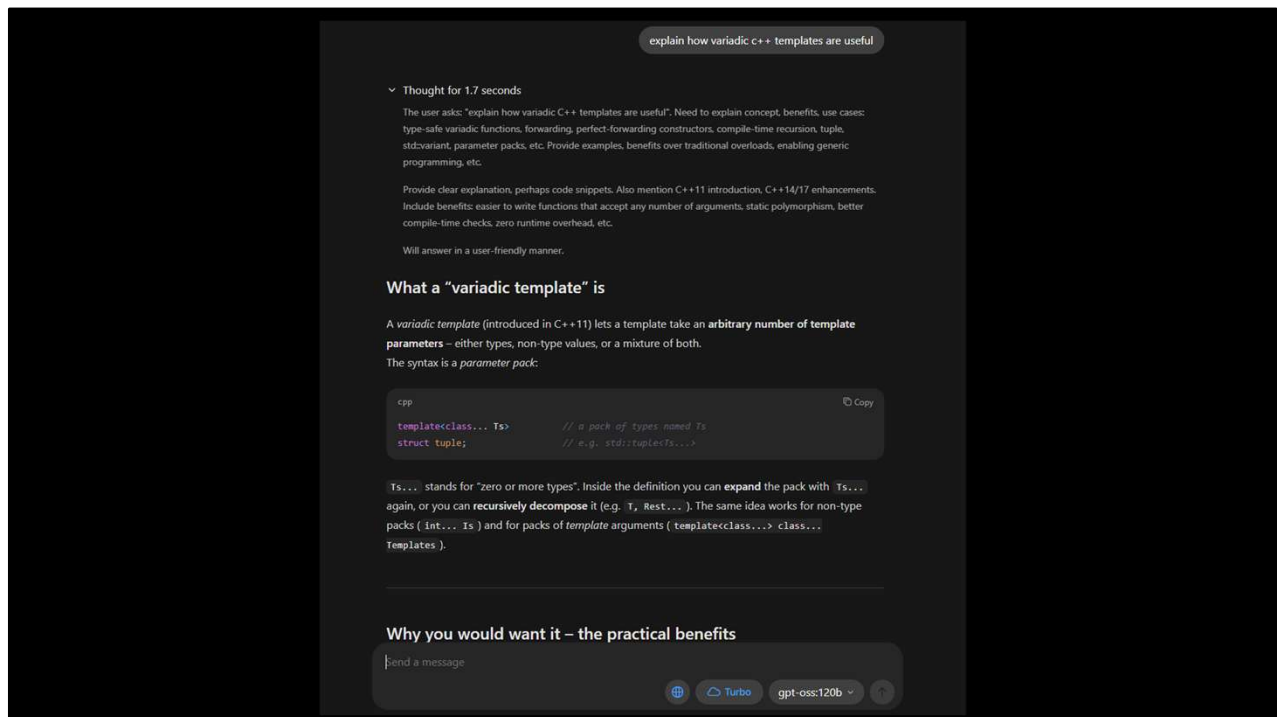 explain how variadic c++ templates are useful
Thought for 1.7 seconds
The user asks: "explain how variadic C++ templates are useful". Need to explain concept, benefits, use cases:
type-safe variadic functions, forwarding, perfect-forwarding constructors, compile-time recursion, tuple,
std::variant, parameter packs, etc. Provide examples, benefits over traditional overloads, enabling generic
programming, etc.
Provide clear explanation, perhaps code snippets. Also mention C++11 introduction, C++14/17 enhancements.
Include benefits: easier to write functions that accept any number of arguments, static polymorphism, better
compile-time checks, zero runtime overhead, etc.
Will answer in a user-friendly manner.
What a “variadic template” is
A variadic template (introduced in C++11) lets a template take an arbitrary number of template
parameters – either types, non-type values, or a mixture of both.
The syntax is a parameter pack:
cpp Copy
template<class... Ts> // a pack of types named Ts
struct tuple; // e.g. std::tuple<Ts...>
Ts... stands for “zero or more types”. Inside the definition you can expand the pack with Ts...
again, or you can recursively decompose it (e.g. T, Rest... ). The same idea works for non-type
packs ( int... Is ) and for packs of template arguments ( template<class...> class...
Templates ).
Why you would want it – the practical benefits
Send a message
Turbo gpt-oss:120b